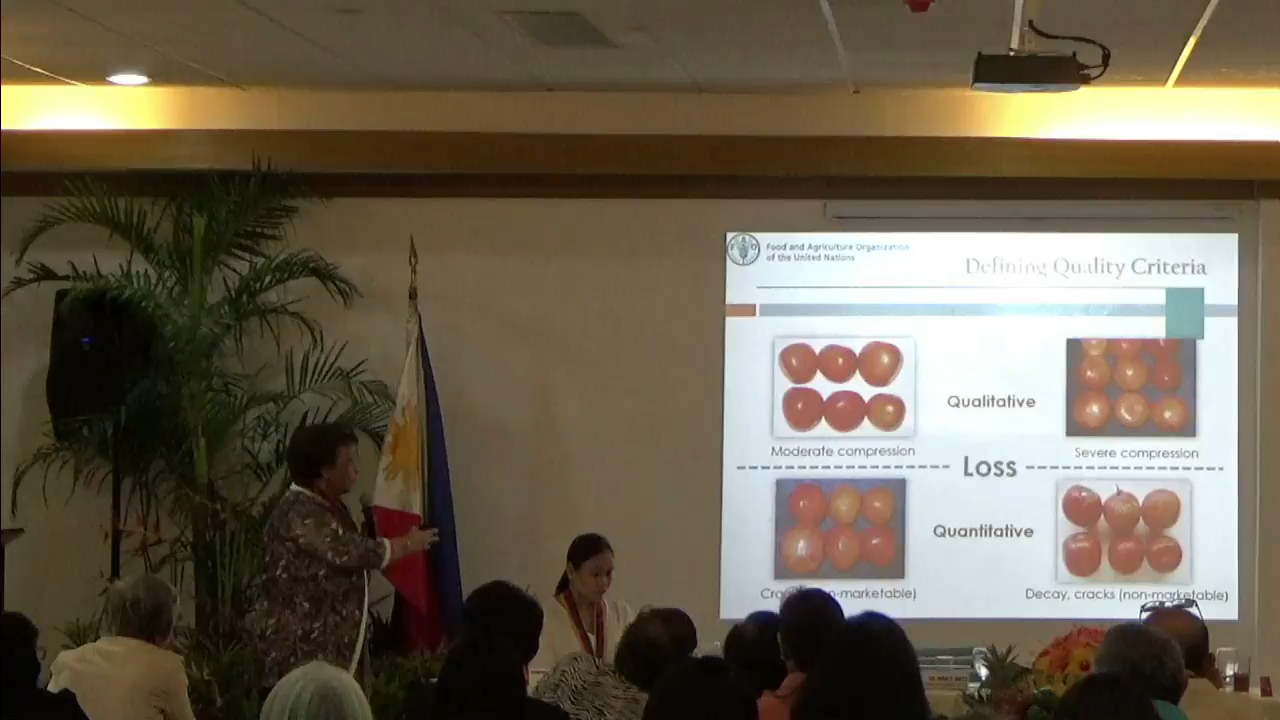 Food and Agriculture Organization
of the United Nations
Defining Quality Criteria
Qualitative
Moderate compression
Severe compression
Loss
Quantitative
(non-marketable)
Decay, cracks (non-marketable)